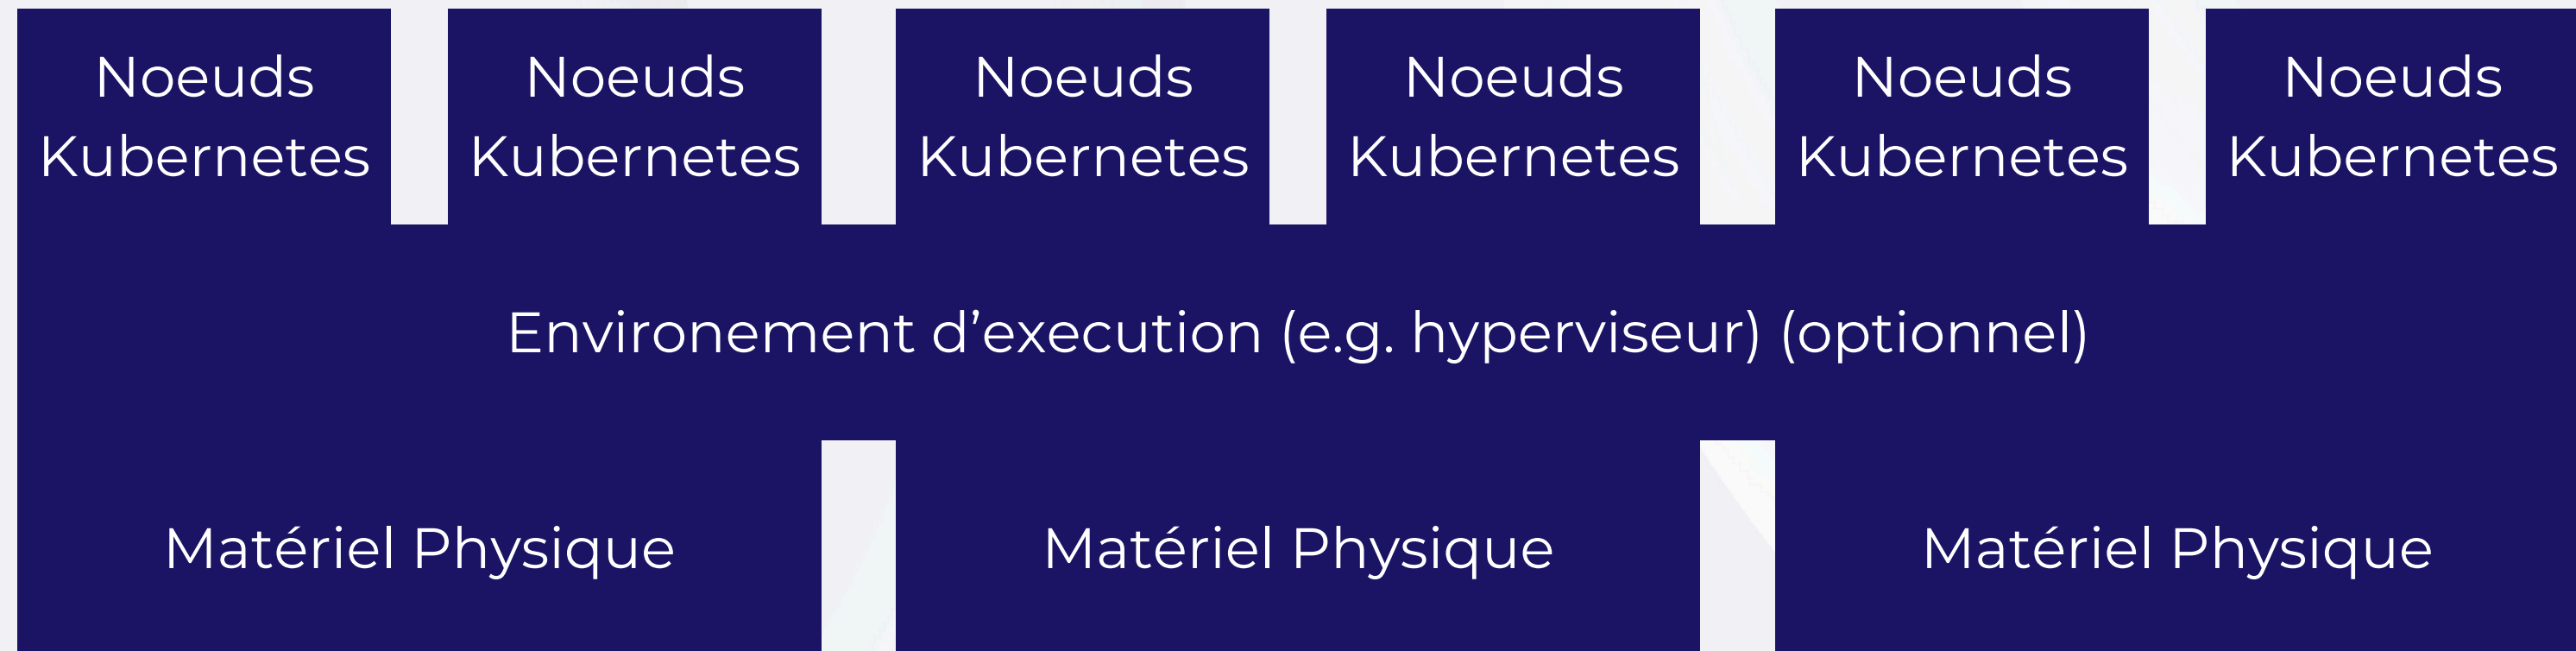 Noeuds
Kubernetes
Noeuds
Kubernetes
Noeuds
Kubernetes
Noeuds
Kubernetes
Noeuds
Kubernetes
Noeuds
Kubernetes
Environement d’execution (e.g. hyperviseur) (optionnel)
Matériel Physique
Matériel Physique
Matériel Physique